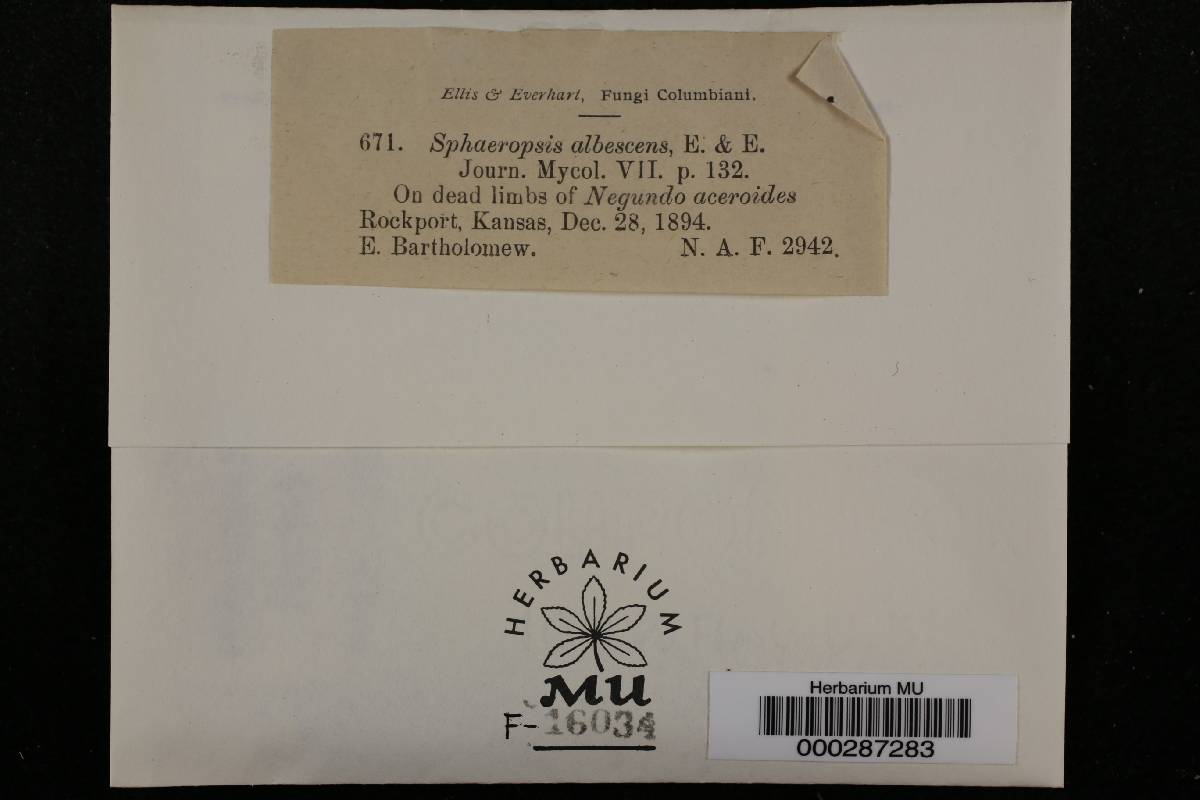 Ellis & Everhart, Fungi Columbiani.
671. Sphaeropsis albescens, E. & E.
Journ. Mycol. VII. p. 132.
On dead limbs of Negundo aceroides
Rockport, Kansas, Dec. 28, 1894.
E. Bartholomew. N. A. F. 2942.
HERBARIUM
MU
F-16034
Herbarium MU
000287283